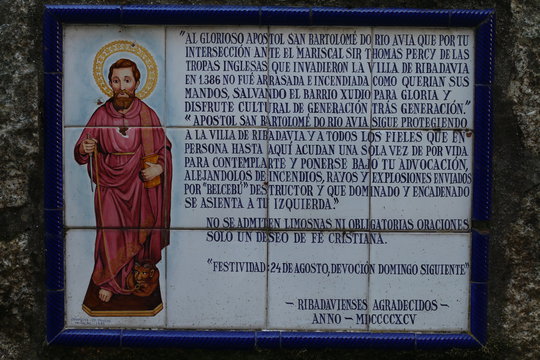 "AL GLORIOSO APOSTOL SAN BARTOLOMÉ DO RIO AVIA QUE POR TU
INTERSECCIÓN ANTE EL MARISCAL SIR THOMAS PERCY DE LAS
TROPAS INGLESAS QUE INVADIERON LA VILLA DE RIBADAVIA
EN 1.386 NO FUÉ ARRASADA E INCENDIADA COMO QUERIAN SUS
MANDOS, SALVANDO EL BARRIO XUDIO PARA GLORIA Y
DISFRUTE CULTURAL DE GENERACIÓN TRÁS GENERACIÓN."
"APOSTOL SAN BARTOLOMÉ DO RIO AVIA SIGUE PROTEGIENDO
A LA VILLA DE RIBADAVIA Y A TODOS LOS FIELES QUE EN
PERSONA HASTA AQUÍ ACUDAN UNA SOLA VEZ DE POR VIDA
PARA CONTEMPLARTE Y PONERSE BAJO TU ADVOCACIÓN,
ALEJANDOLOS DE INCENDIOS, RAYOS Y EXPLOSIONES ENVIADOS
POR "BELCEBÚ" DESTRUCTOR Y QUE DOMINADO Y ENCADENADO
SE ASIENTA A TU IZQUIERDA."
NO SE ADMITEN LIMOSNAS NI OBLIGATORIAS ORACIONES
SOLO UN DESEO DE FÉ CRISTIANA.
"FESTIVIDAD: 24 DE AGOSTO, DEVOCIÓN DOMINGO SIGUIENTE"
- RIBADAVIENSES AGRADECIDOS -
ANNO - MDCCCCXCV -